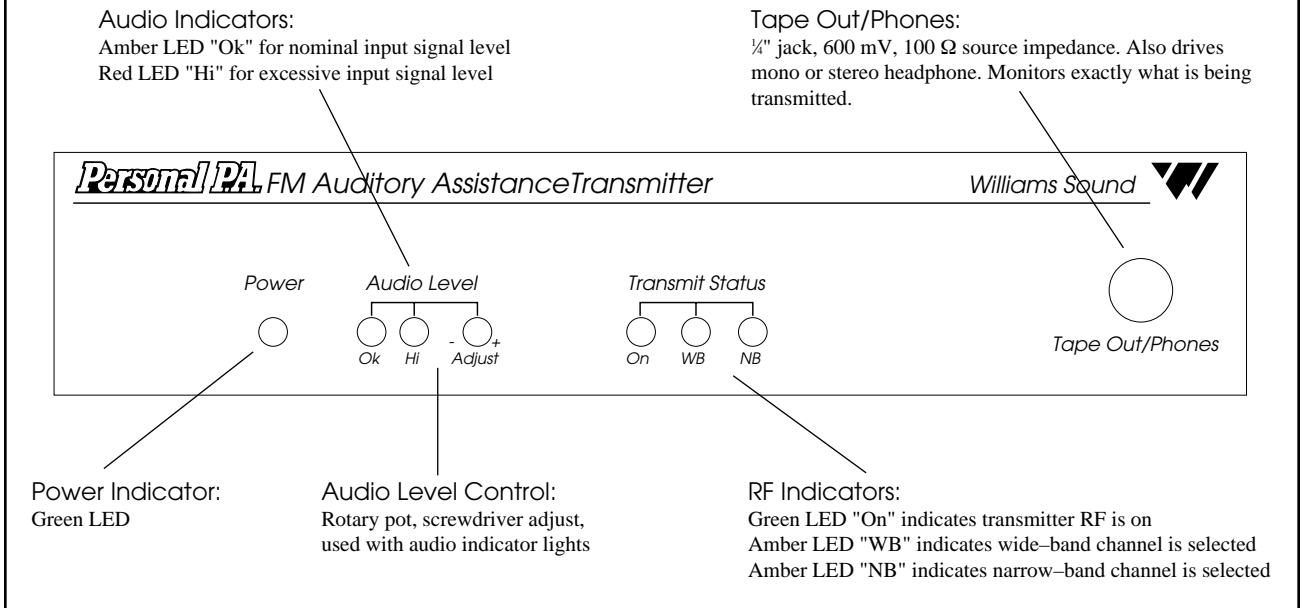 Audio Indicators:
Amber LED "Ok" for nominal input signal level
Red LED "Hi" for excessive input signal level
Tape Out/Phones:
¼" jack, 600 mV, 100 Ω source impedance. Also drives
mono or stereo headphone. Monitors exactly what is being
transmitted.
Personal PA. FM Auditory AssistanceTransmitter
Williams Sound
Power
Audio Level
Transmit Status
Ok
Hi
- +
Adjust
On
WB
NB
Tape Out/Phones
Power Indicator:
Green LED
Audio Level Control:
Rotary pot, screwdriver adjust,
used with audio indicator lights
RF Indicators:
Green LED "On" indicates transmitter RF is on
Amber LED "WB" indicates wide–band channel is selected
Amber LED "NB" indicates narrow–band channel is selected